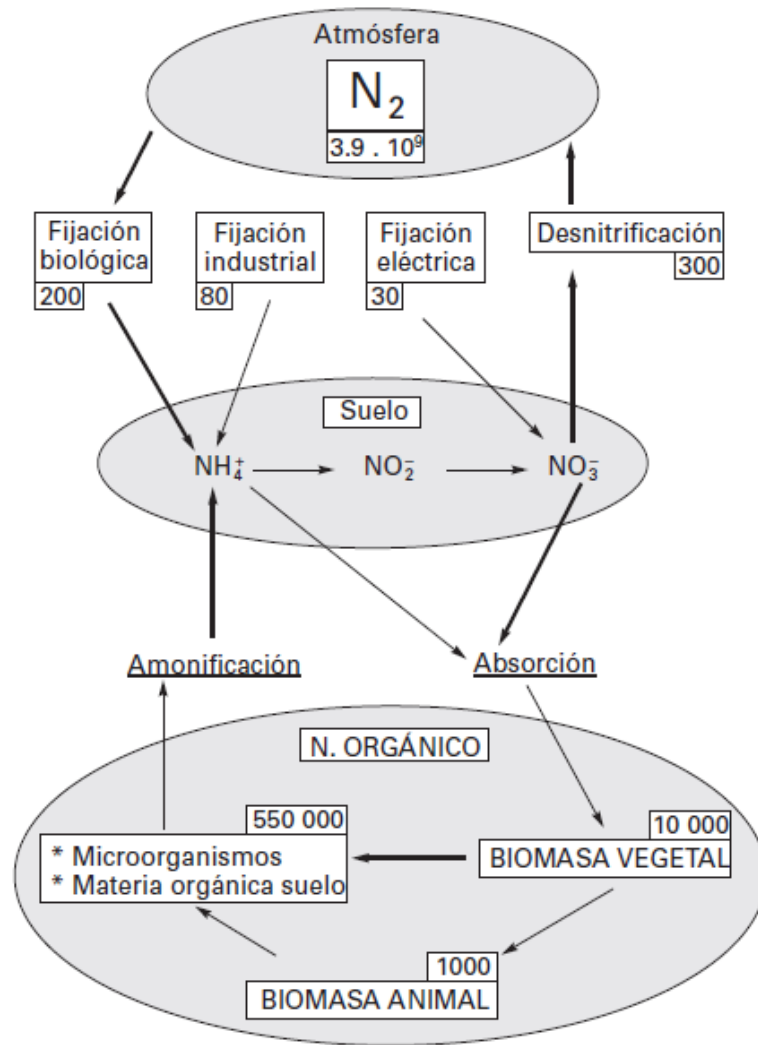 Atmósfera
N₂
3.9 . 10⁹
Fijación
biológica
200
Fijación
industrial
80
Fijación
eléctrica
30
Desnitrificación
300
Suelo
NH₄⁺
NO₂⁻
NO₃⁻
Amonificación
Absorción
N. ORGÁNICO
550 000
* Microorganismos
* Materia orgánica suelo
10 000
BIOMASA VEGETAL
1000
BIOMASA ANIMAL